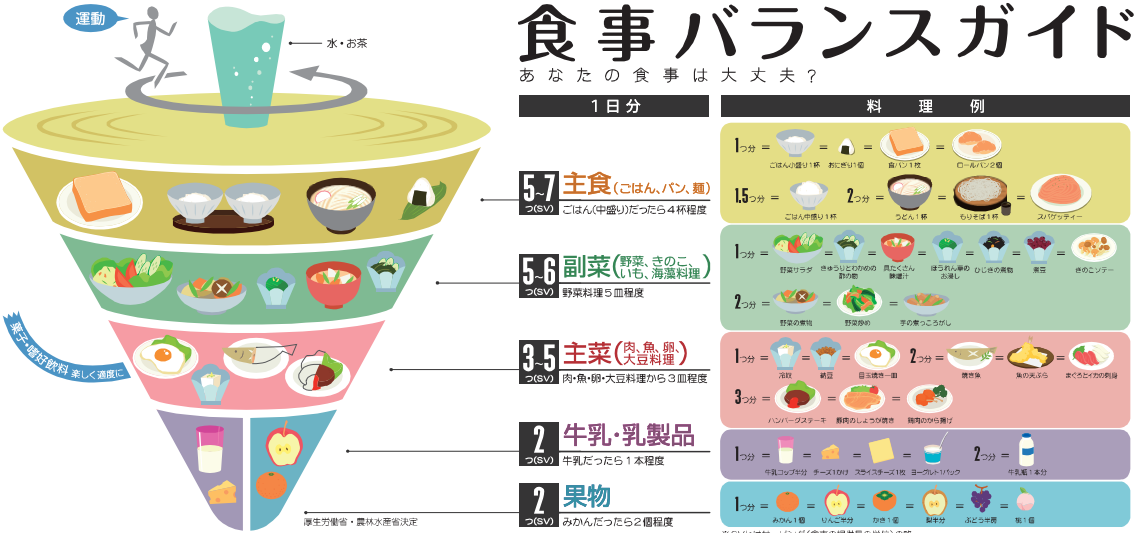 運動
水・お茶
食事バランスガイド
あなたの食事は大丈夫？
1日分
料理例
5~7
つ(SV)
主食(ごはん、パン、麺)
ごはん(中盛り)だったら4杯程度
5~6
つ(SV)
副菜(野菜、きのこ、
いも、海藻料理)
野菜料理5皿程度
3~5
つ(SV)
主菜(肉、魚、卵、
大豆料理)
肉・魚・卵・大豆料理から3皿程度
2
つ(SV)
牛乳・乳製品
牛乳だったら1本程度
2
つ(SV)
果物
みかんだったら2個程度
菓子・嗜好飲料 楽しく適度に
厚生労働省・農林水産省決定
1つ分 = = = =
ごはん小盛り1杯 おにぎり1個 食パン1枚 ロールパン2個
1.5つ分 = 2つ分 = = =
ごはん中盛り1杯 うどん1杯 もりそば1杯 スパゲッティー
1つ分 = = = = = = =
野菜サラダ きゅうりとわかめの酢の物 具たくさん味噌汁 ほうれん草のお浸し ひじきの煮物 煮豆 きのこソテー
2つ分 = = =
野菜の煮物 野菜炒め 芋の煮っころがし
1つ分 = = = 2つ分 = = =
冷奴 納豆 目玉焼き一皿 焼き魚 魚の天ぷら まぐろとイカの刺身
3つ分 = = =
ハンバーグステーキ 豚肉のしょうが焼き 鶏肉のから揚げ
1つ分 = = = = 2つ分 =
牛乳コップ半分 チーズ1かけ スライスチーズ1枚 ヨーグルト1パック 牛乳瓶1本分
1つ分 = = = = = =
みかん1個 りんご半分 かき1個 梨半分 ぶどう半房 桃1個